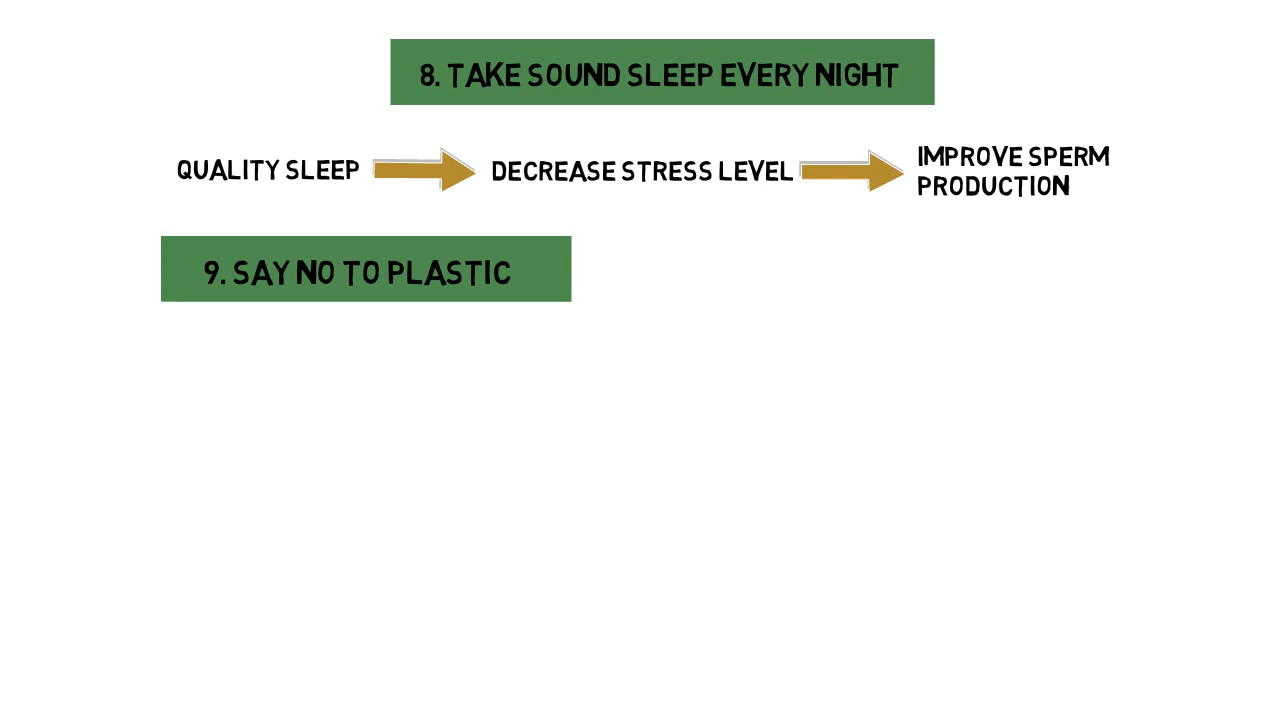 8. TAKE SOUND SLEEP EVERY NIGHT
QUALITY SLEEP
DECREASE STRESS LEVEL
IMPROVE SPERM
PRODUCTION
9. SAY NO TO PLASTIC